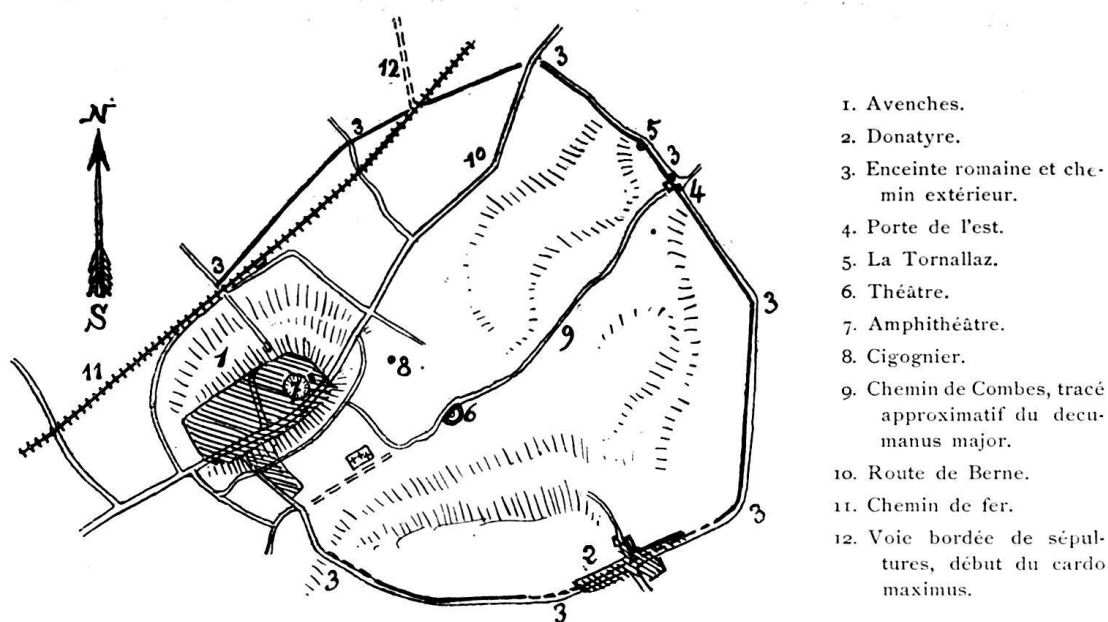 12
3
N
3
10
5
3
4
3
S
3
11
1
7
8
9
3
6
2
3
3
3
1. Avenches.
2. Donatyre.
3. Enceinte romaine et che-
min extérieur.
4. Porte de l'est.
5. La Tornallaz.
6. Théâtre.
7. Amphithéâtre.
8. Cigognier.
9. Chemin de Combes, tracé
approximatif du decu-
manus major.
10. Route de Berne.
11. Chemin de fer.
12. Voie bordée de sépul-
tures, début du cardo
maximus.